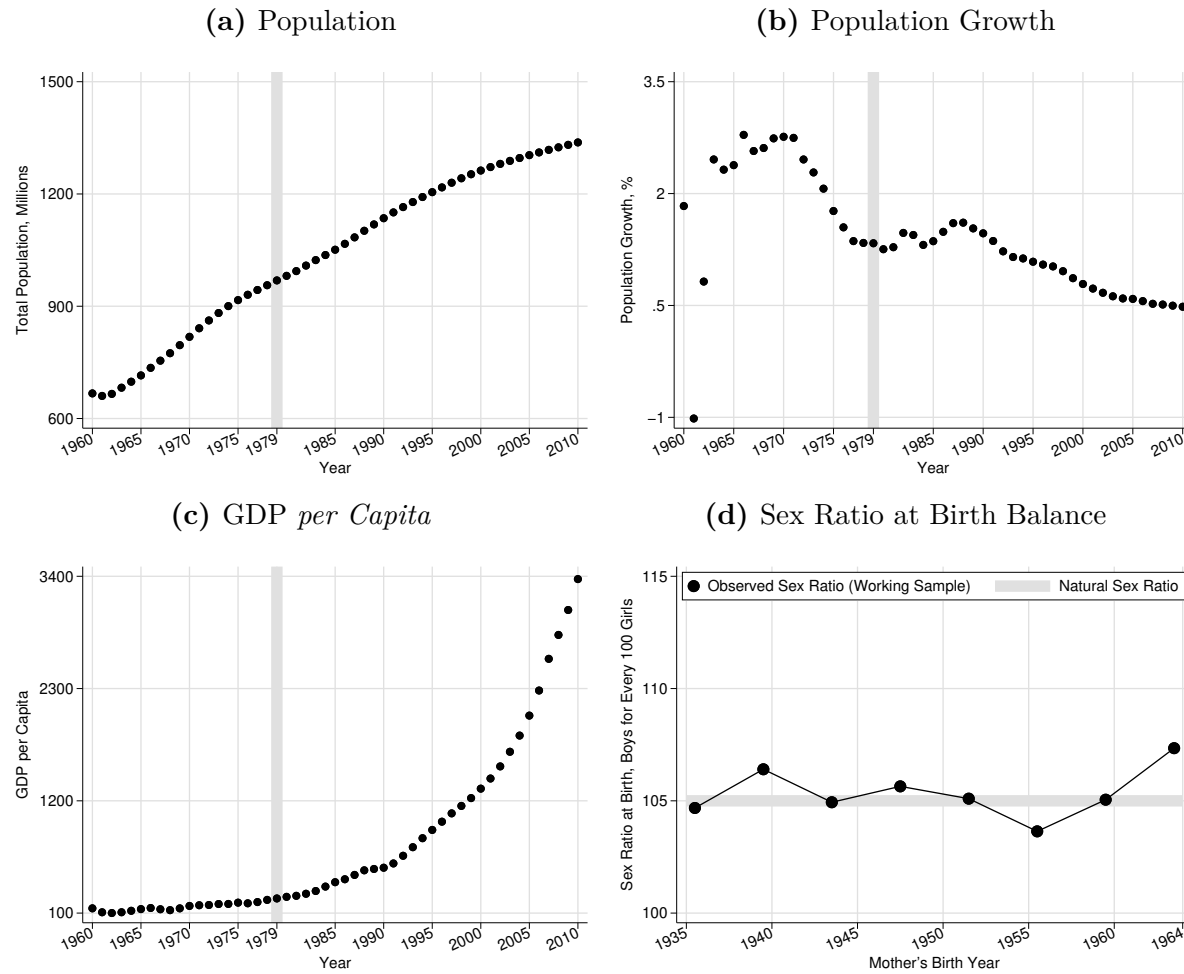 (a) Population
1500
1200
900
600
Total Population, Millions
1960 1965 1970 1975 1979 1985 1990 1995 2000 2005 2010
Year
(b) Population Growth
3.5
2
.5
−1
Population Growth, %
1960 1965 1970 1975 1979 1985 1990 1995 2000 2005 2010
Year
(c) GDP per Capita
3400
2300
1200
100
GDP per Capita
1960 1965 1970 1975 1979 1985 1990 1995 2000 2005 2010
Year
(d) Sex Ratio at Birth Balance
Observed Sex Ratio (Working Sample) Natural Sex Ratio
115
110
105
100
Sex Ratio at Birth, Boys for Every 100 Girls
1935 1940 1945 1950 1955 1960 1964
Mother's Birth Year